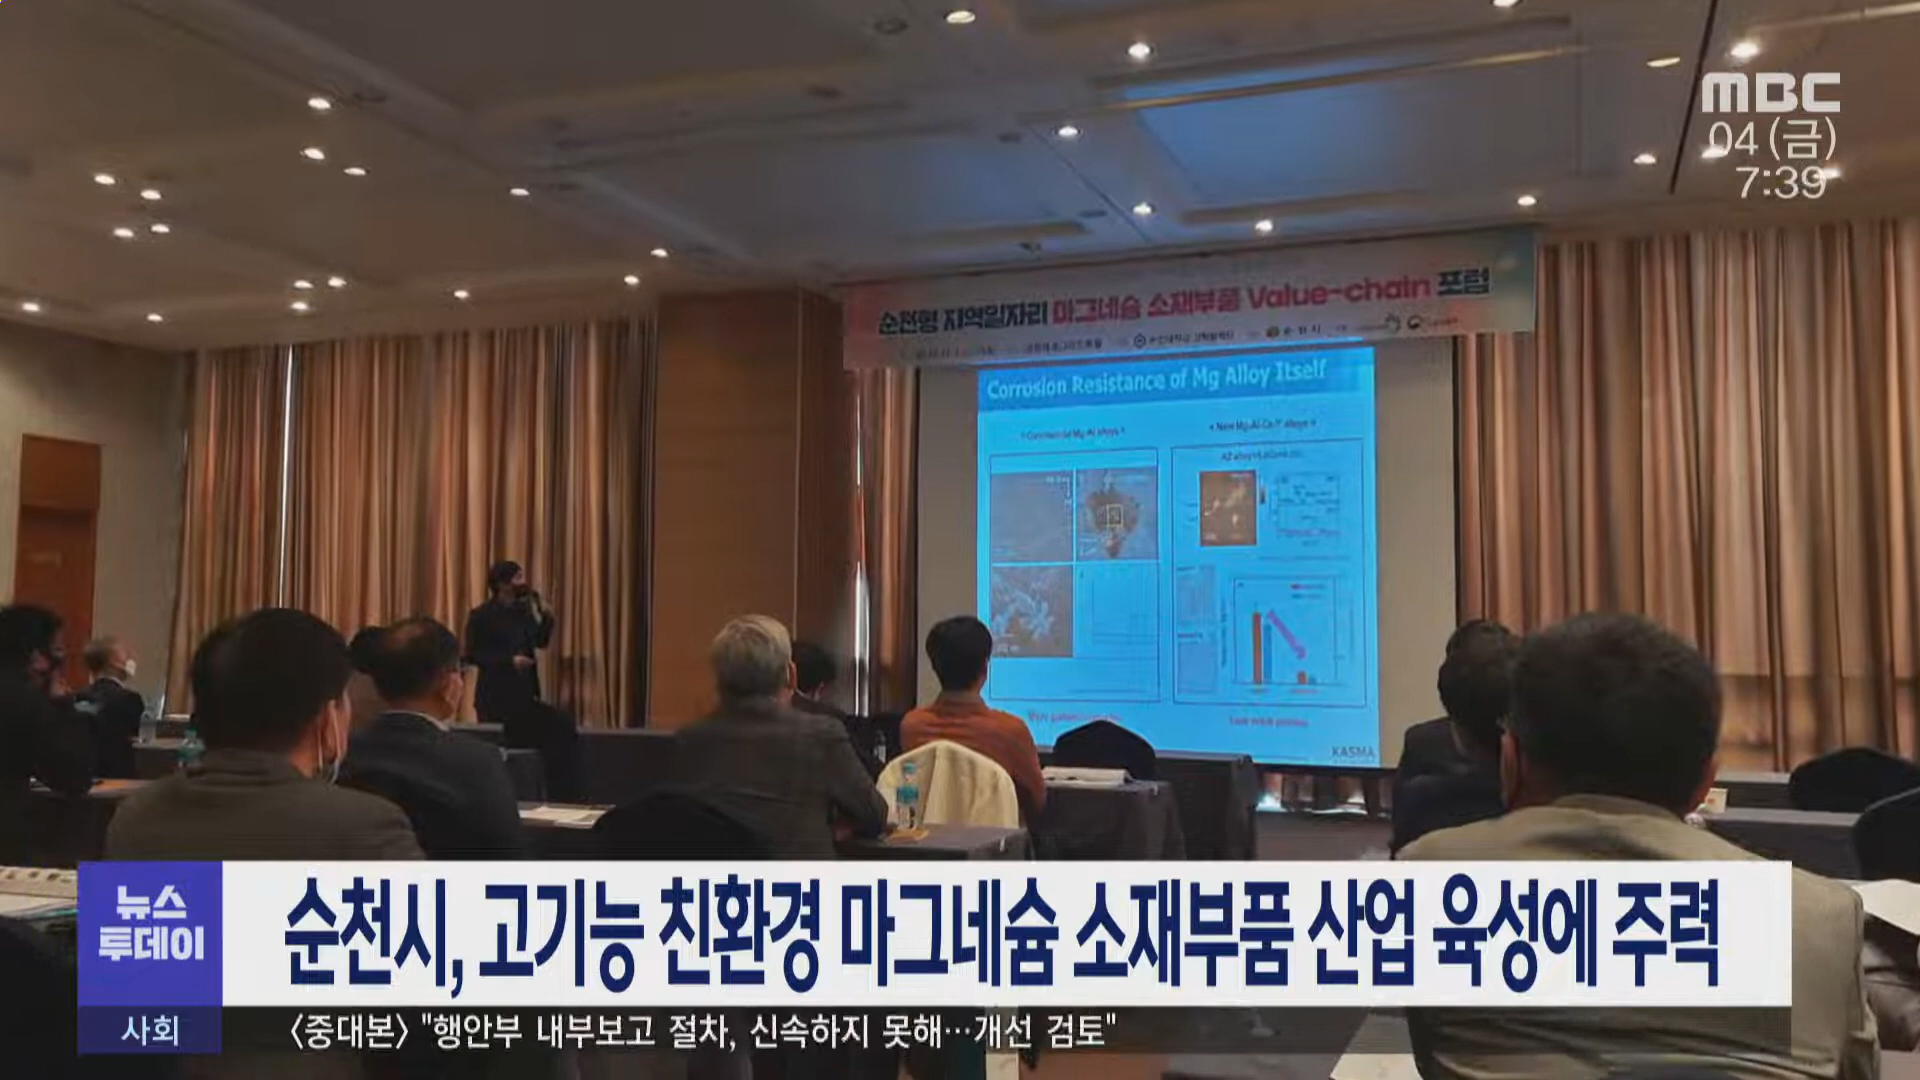 MBC
04 (금)
7:39
순천형 지역일자리 마그네슘 소재부품 Value-chain 포럼
Corrosion Resistance of Mg Alloy Itself
KASMA
뉴스
투데이
순천시, 고기능 친환경 마그네슘 소재부품 산업 육성에 주력
사회
〈중대본〉 "행안부 내부보고 절차, 신속하지 못해…개선 검토"